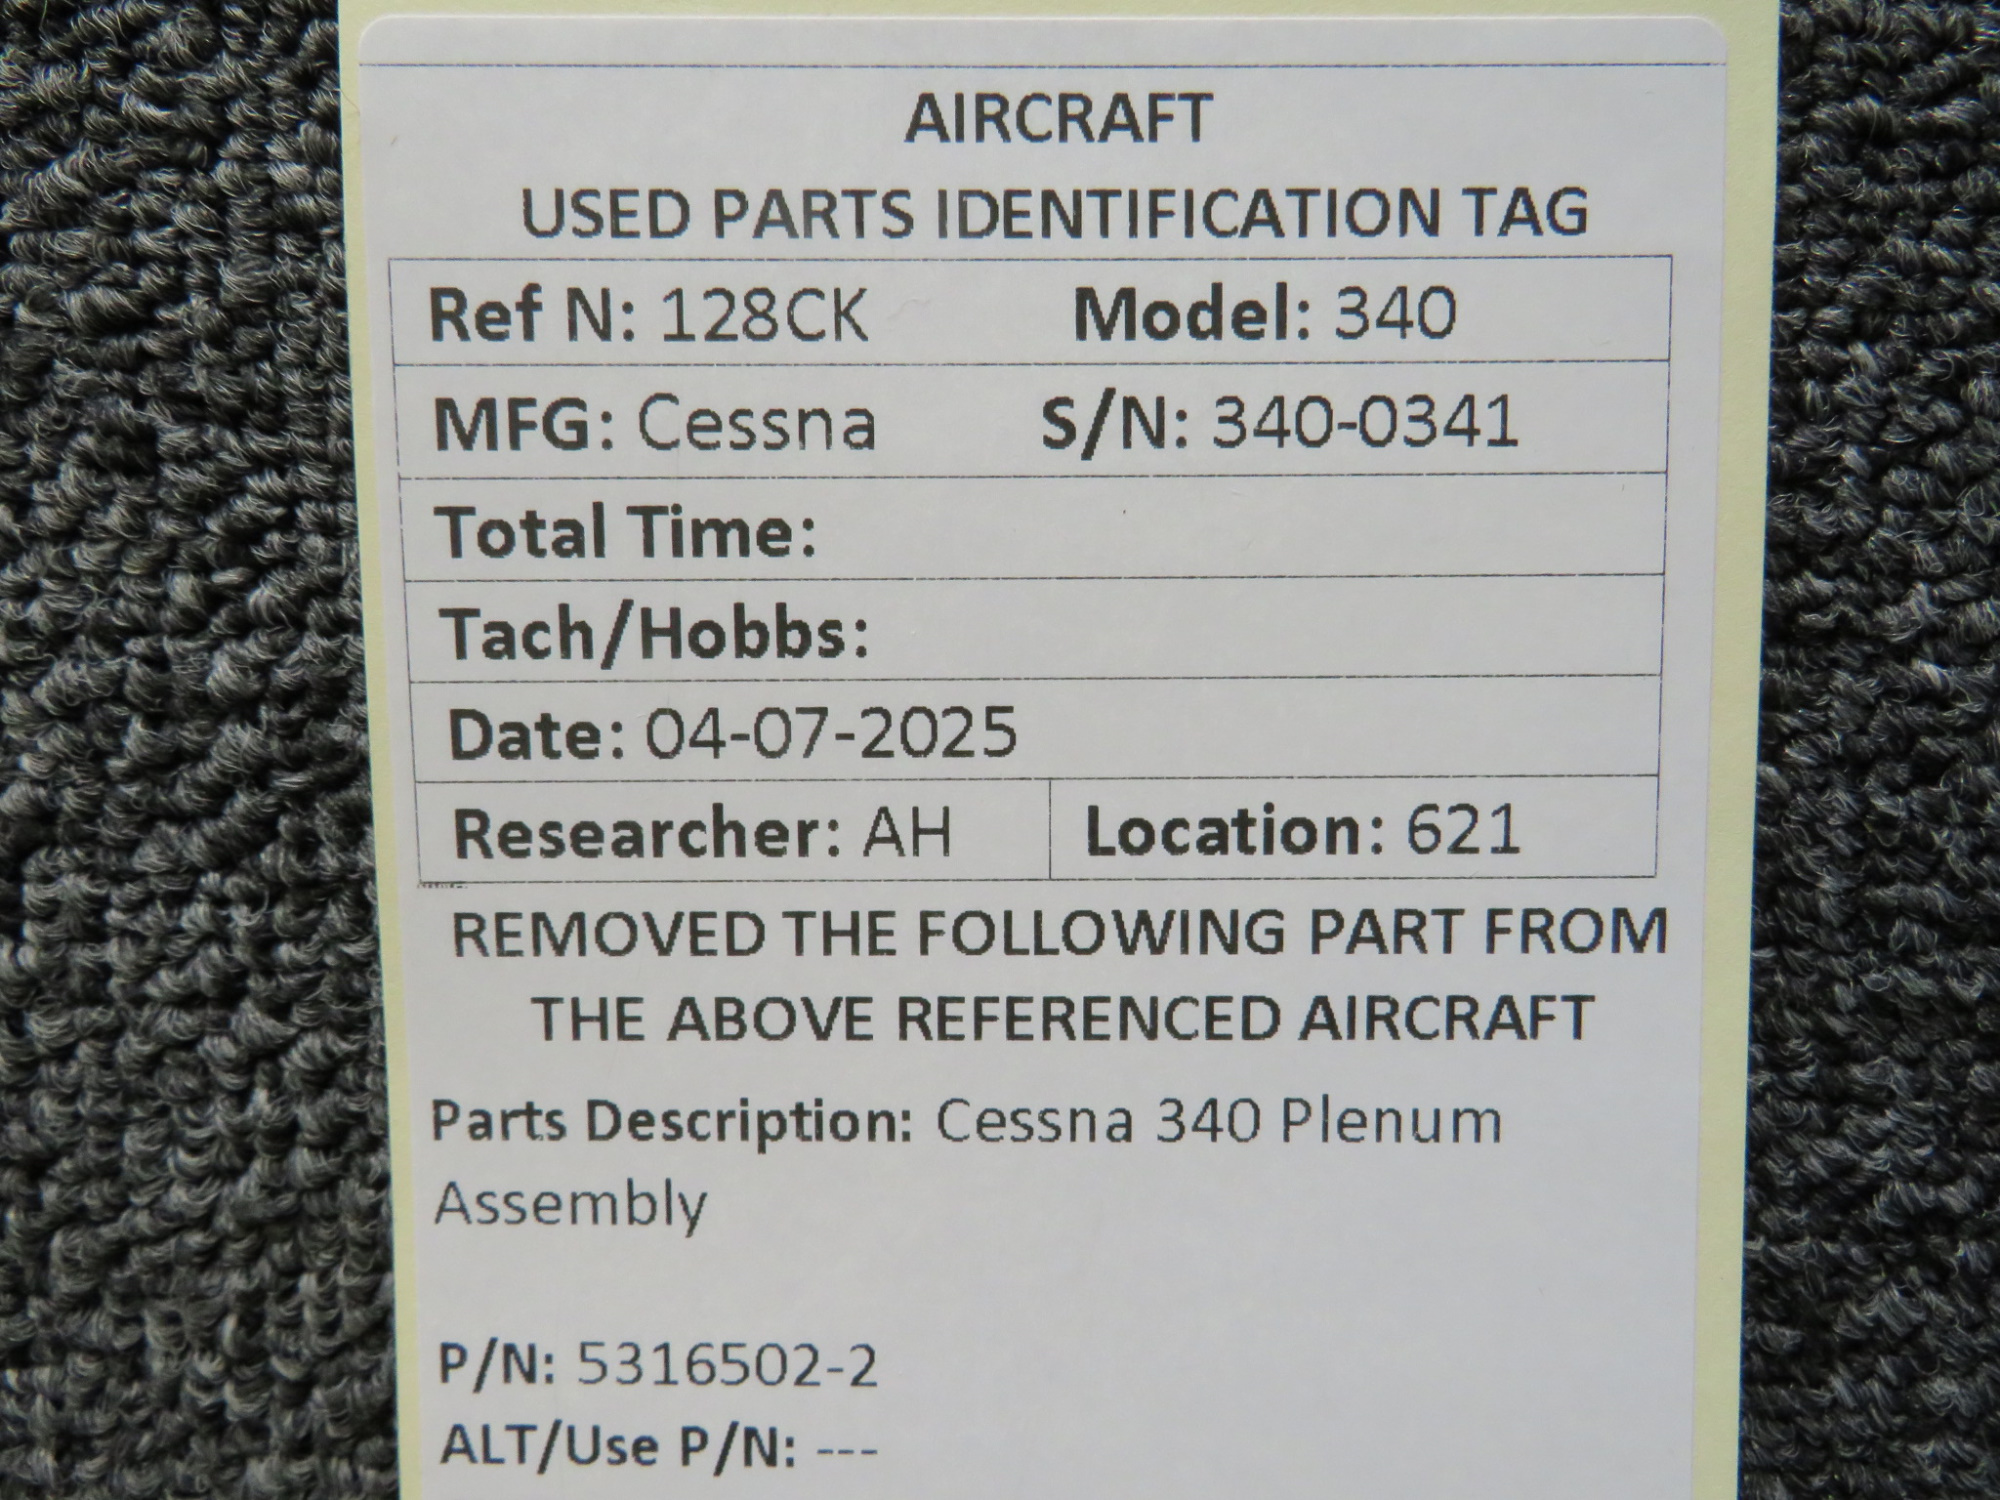 AIRCRAFT
USED PARTS IDENTIFICATION TAG
Ref N: 128CK Model: 340
MFG: Cessna S/N: 340-0341
Total Time:
Tach/Hobbs:
Date: 04-07-2025
Researcher: AH Location: 621
REMOVED THE FOLLOWING PART FROM
THE ABOVE REFERENCED AIRCRAFT
Parts Description: Cessna 340 Plenum
Assembly
P/N: 5316502-2
ALT/Use P/N: ---